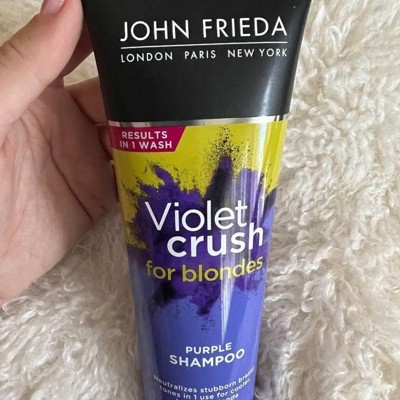 JOHN FRIEDA
LONDON PARIS NEW YORK
RESULTS
IN 1 WASH
Violet
crush
for blondes
PURPLE
SHAMPOO
Neutralizes stubborn brass
tones in 1 use for cooler